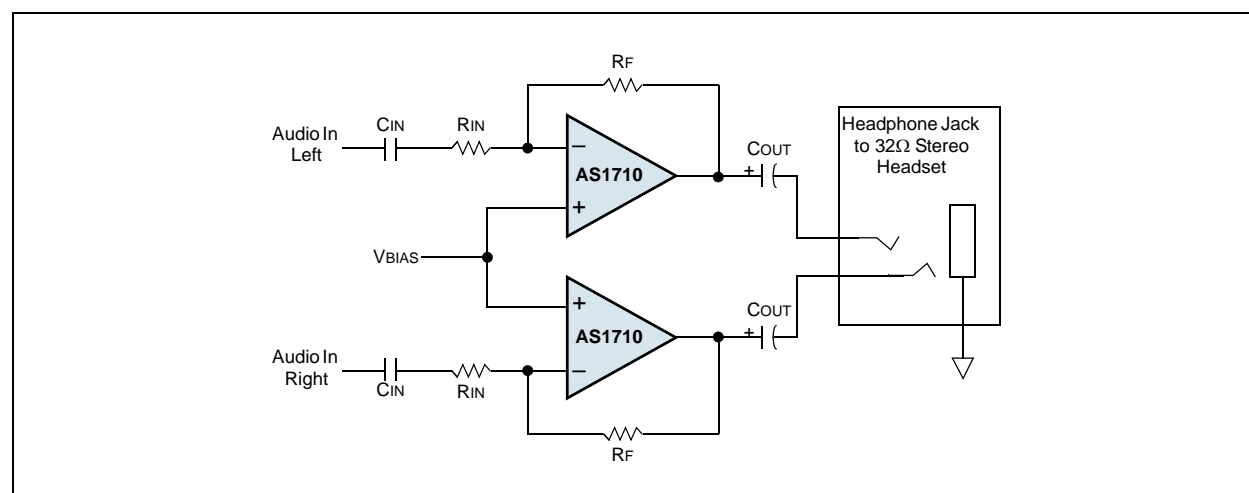 RF
Audio In
Left
CIN
RIN
−
AS1710
+
COUT
+
Headphone Jack
to 32Ω Stereo
Headset
VBIAS
+
AS1710
−
COUT
+
Audio In
Right
CIN
RIN
RF